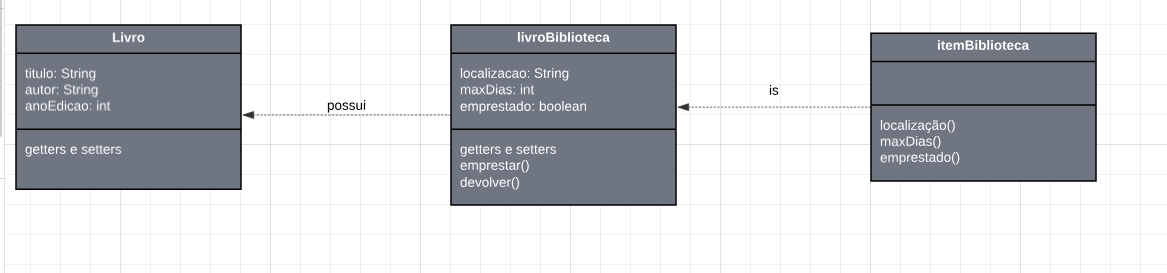 Livro
titulo: String
autor: String
anoEdicao: int
getters e setters
possui
livroBiblioteca
localizacao: String
maxDias: int
emprestado: boolean
getters e setters
emprestar()
devolver()
is
itemBiblioteca
localização()
maxDias()
emprestado()